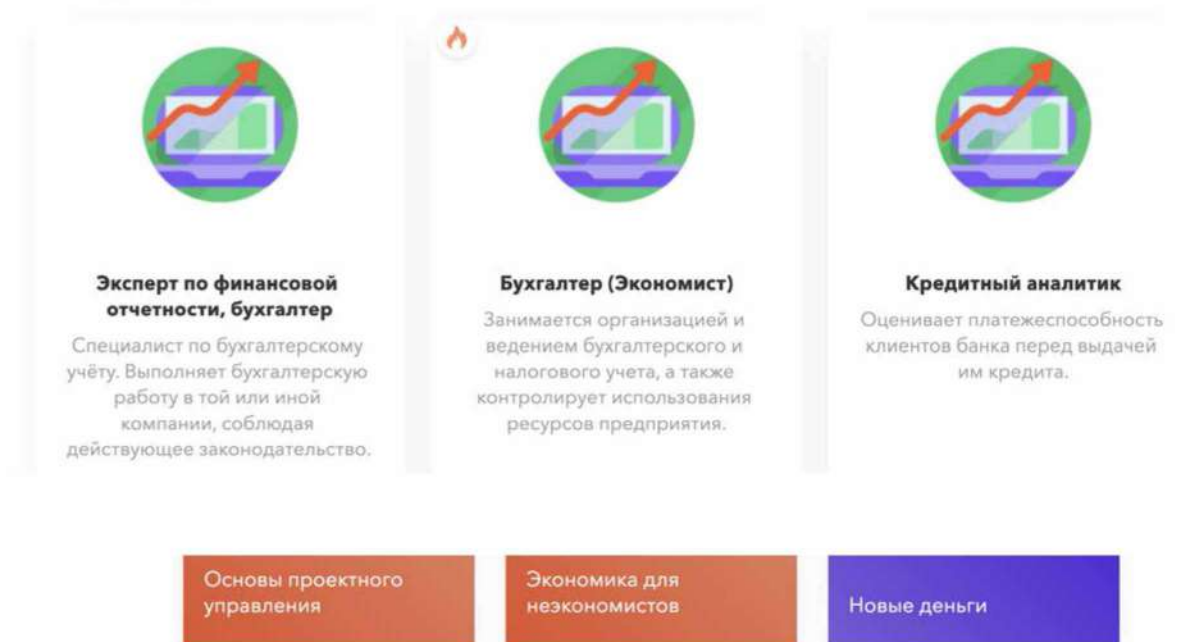 Эксперт по финансовой
отчетности, бухгалтер
Специалист по бухгалтерскому
учёту. Выполняет бухгалтерскую
работу в той или иной
компании, соблюдая
действующее законодательство.
Бухгалтер (Экономист)
Занимается организацией и
ведением бухгалтерского и
налогового учета, а также
контролирует использования
ресурсов предприятия.
Кредитный аналитик
Оценивает платежеспособность
клиентов банка перед выдачей
им кредита.
Основы проектного
управления
Экономика для
неэкономистов
Новые деньги